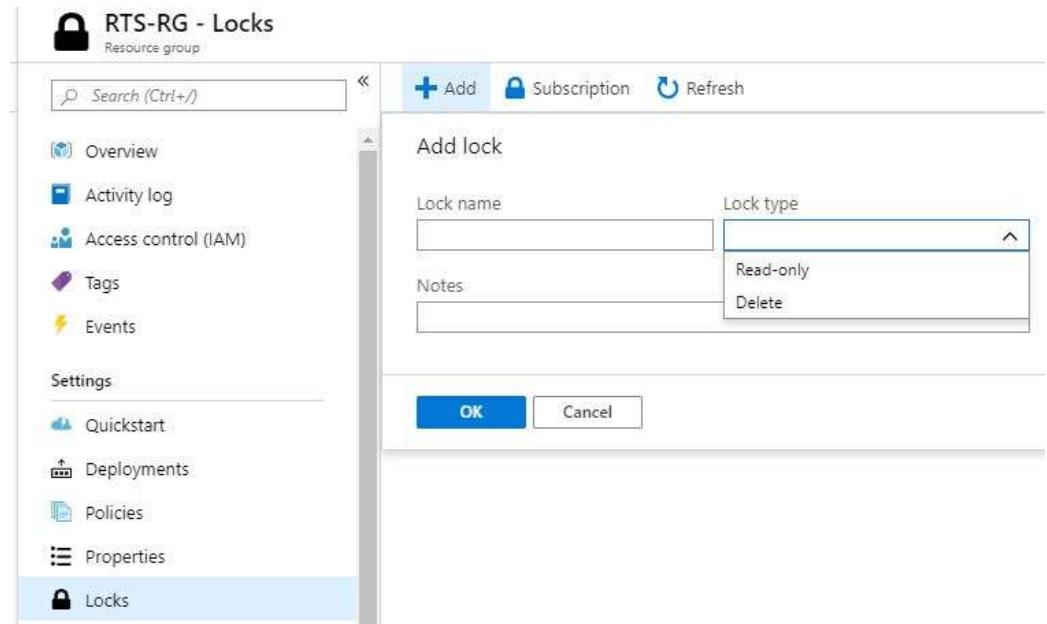 RTS-RG - Locks
Resource group
Search (Ctrl+/)
«
Overview
Activity log
Access control (IAM)
Tags
Events
Settings
Quickstart
Deployments
Policies
Properties
Locks
Add Subscription Refresh
Add lock
Lock name Lock type
Read-only
Delete
Notes
OK Cancel